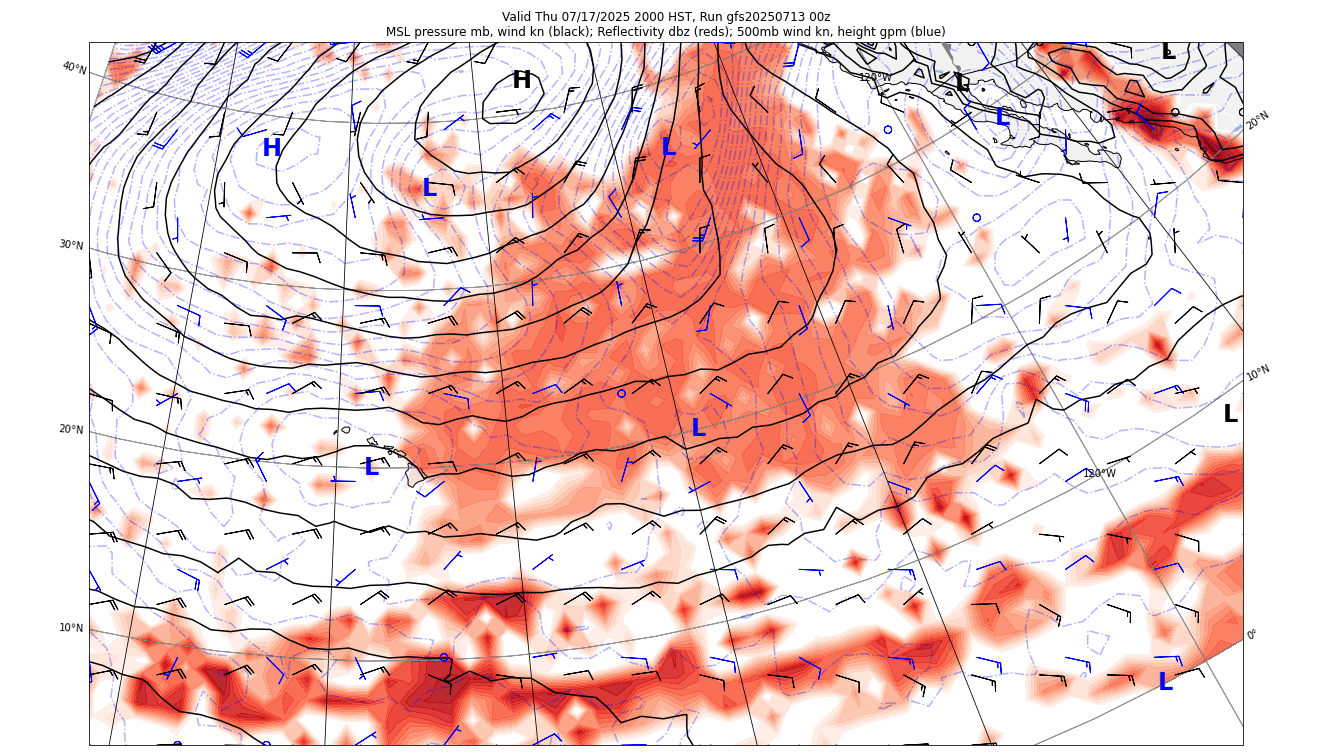 Valid Thu 07/17/2025 2000 HST, Run gfs20250713 00z
MSL pressure mb, wind kn (black); Reflectivity dbz (reds); 500mb wind kn, height gpm (blue)
L
40°N
H
120°W
L
L
20°N
H
L
L
30°N
10°N
L
20°N
L
L
120°W
10°N
0°
L